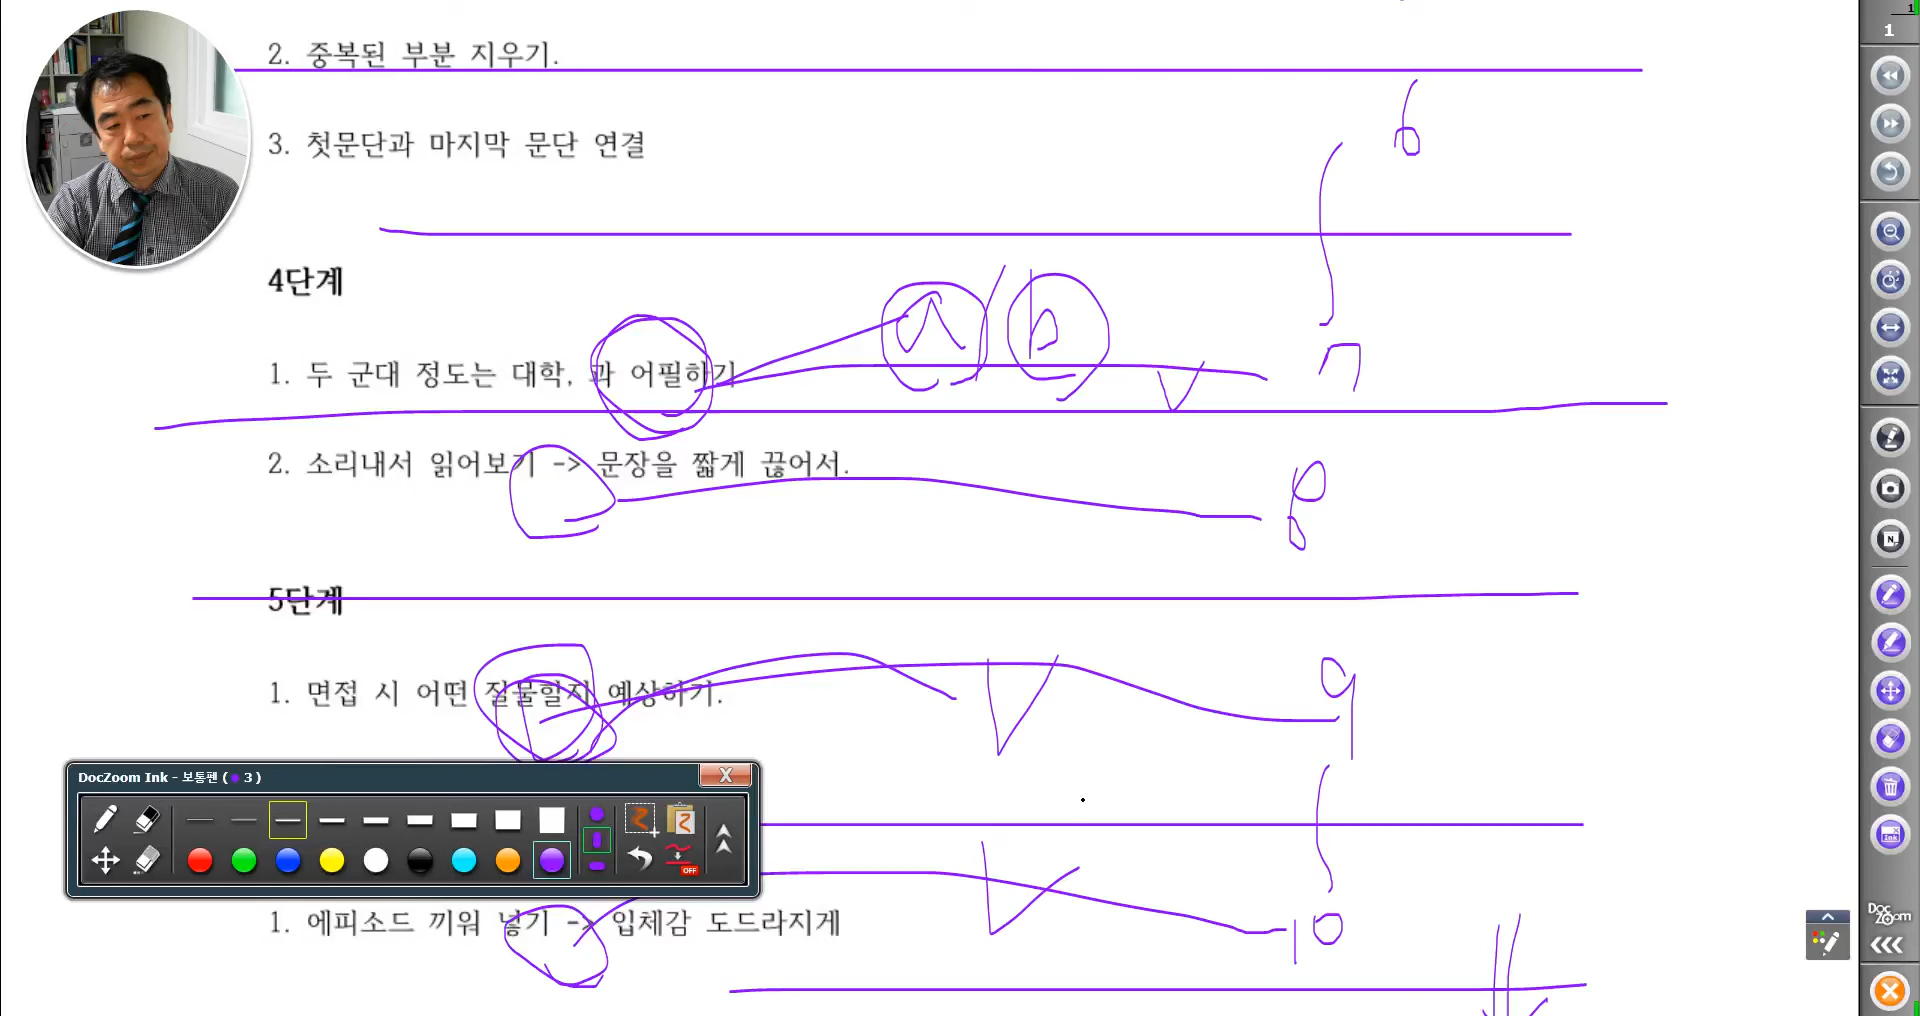 1
1
2. 중복된 부분 지우기.
6
3. 첫문단과 마지막 문단 연결
4단계
a / b
1. 두 군대 정도는 대학, 과 어필하기
7
2. 소리내서 읽어보기 -> 문장을 짧게 끊어서.
8
5단계
1. 면접 시 어떤 질문할지 예상하기.
9
DocZoom Ink - 보통펜 ( 3 )
OFF
1. 에피소드 끼워 넣기 -> 입체감 도드라지게
10
DocZoom